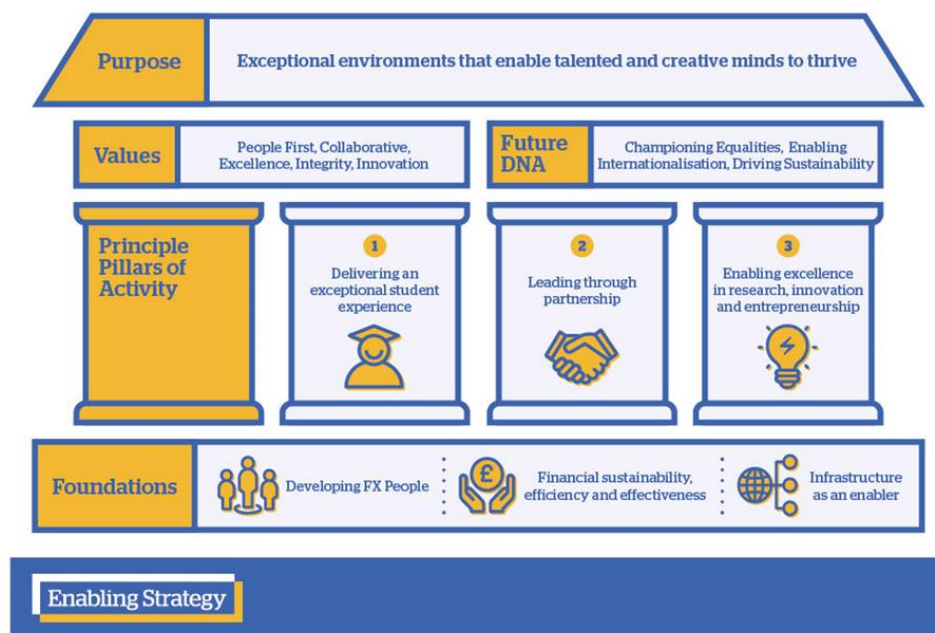 Purpose
Exceptional environments that enable talented and creative minds to thrive
Values
People First, Collaborative,
Excellence, Integrity, Innovation
Future
DNA
Championing Equalities, Enabling
Internationalisation, Driving Sustainability
Principle
Pillars of
Activity
1
Delivering an
exceptional student
experience
2
Leading through
partnership
3
Enabling excellence
in research, innovation
and entrepreneurship
Foundations
Developing FX People
£
Financial sustainability,
efficiency and effectiveness
Infrastructure
as an enabler
Enabling Strategy